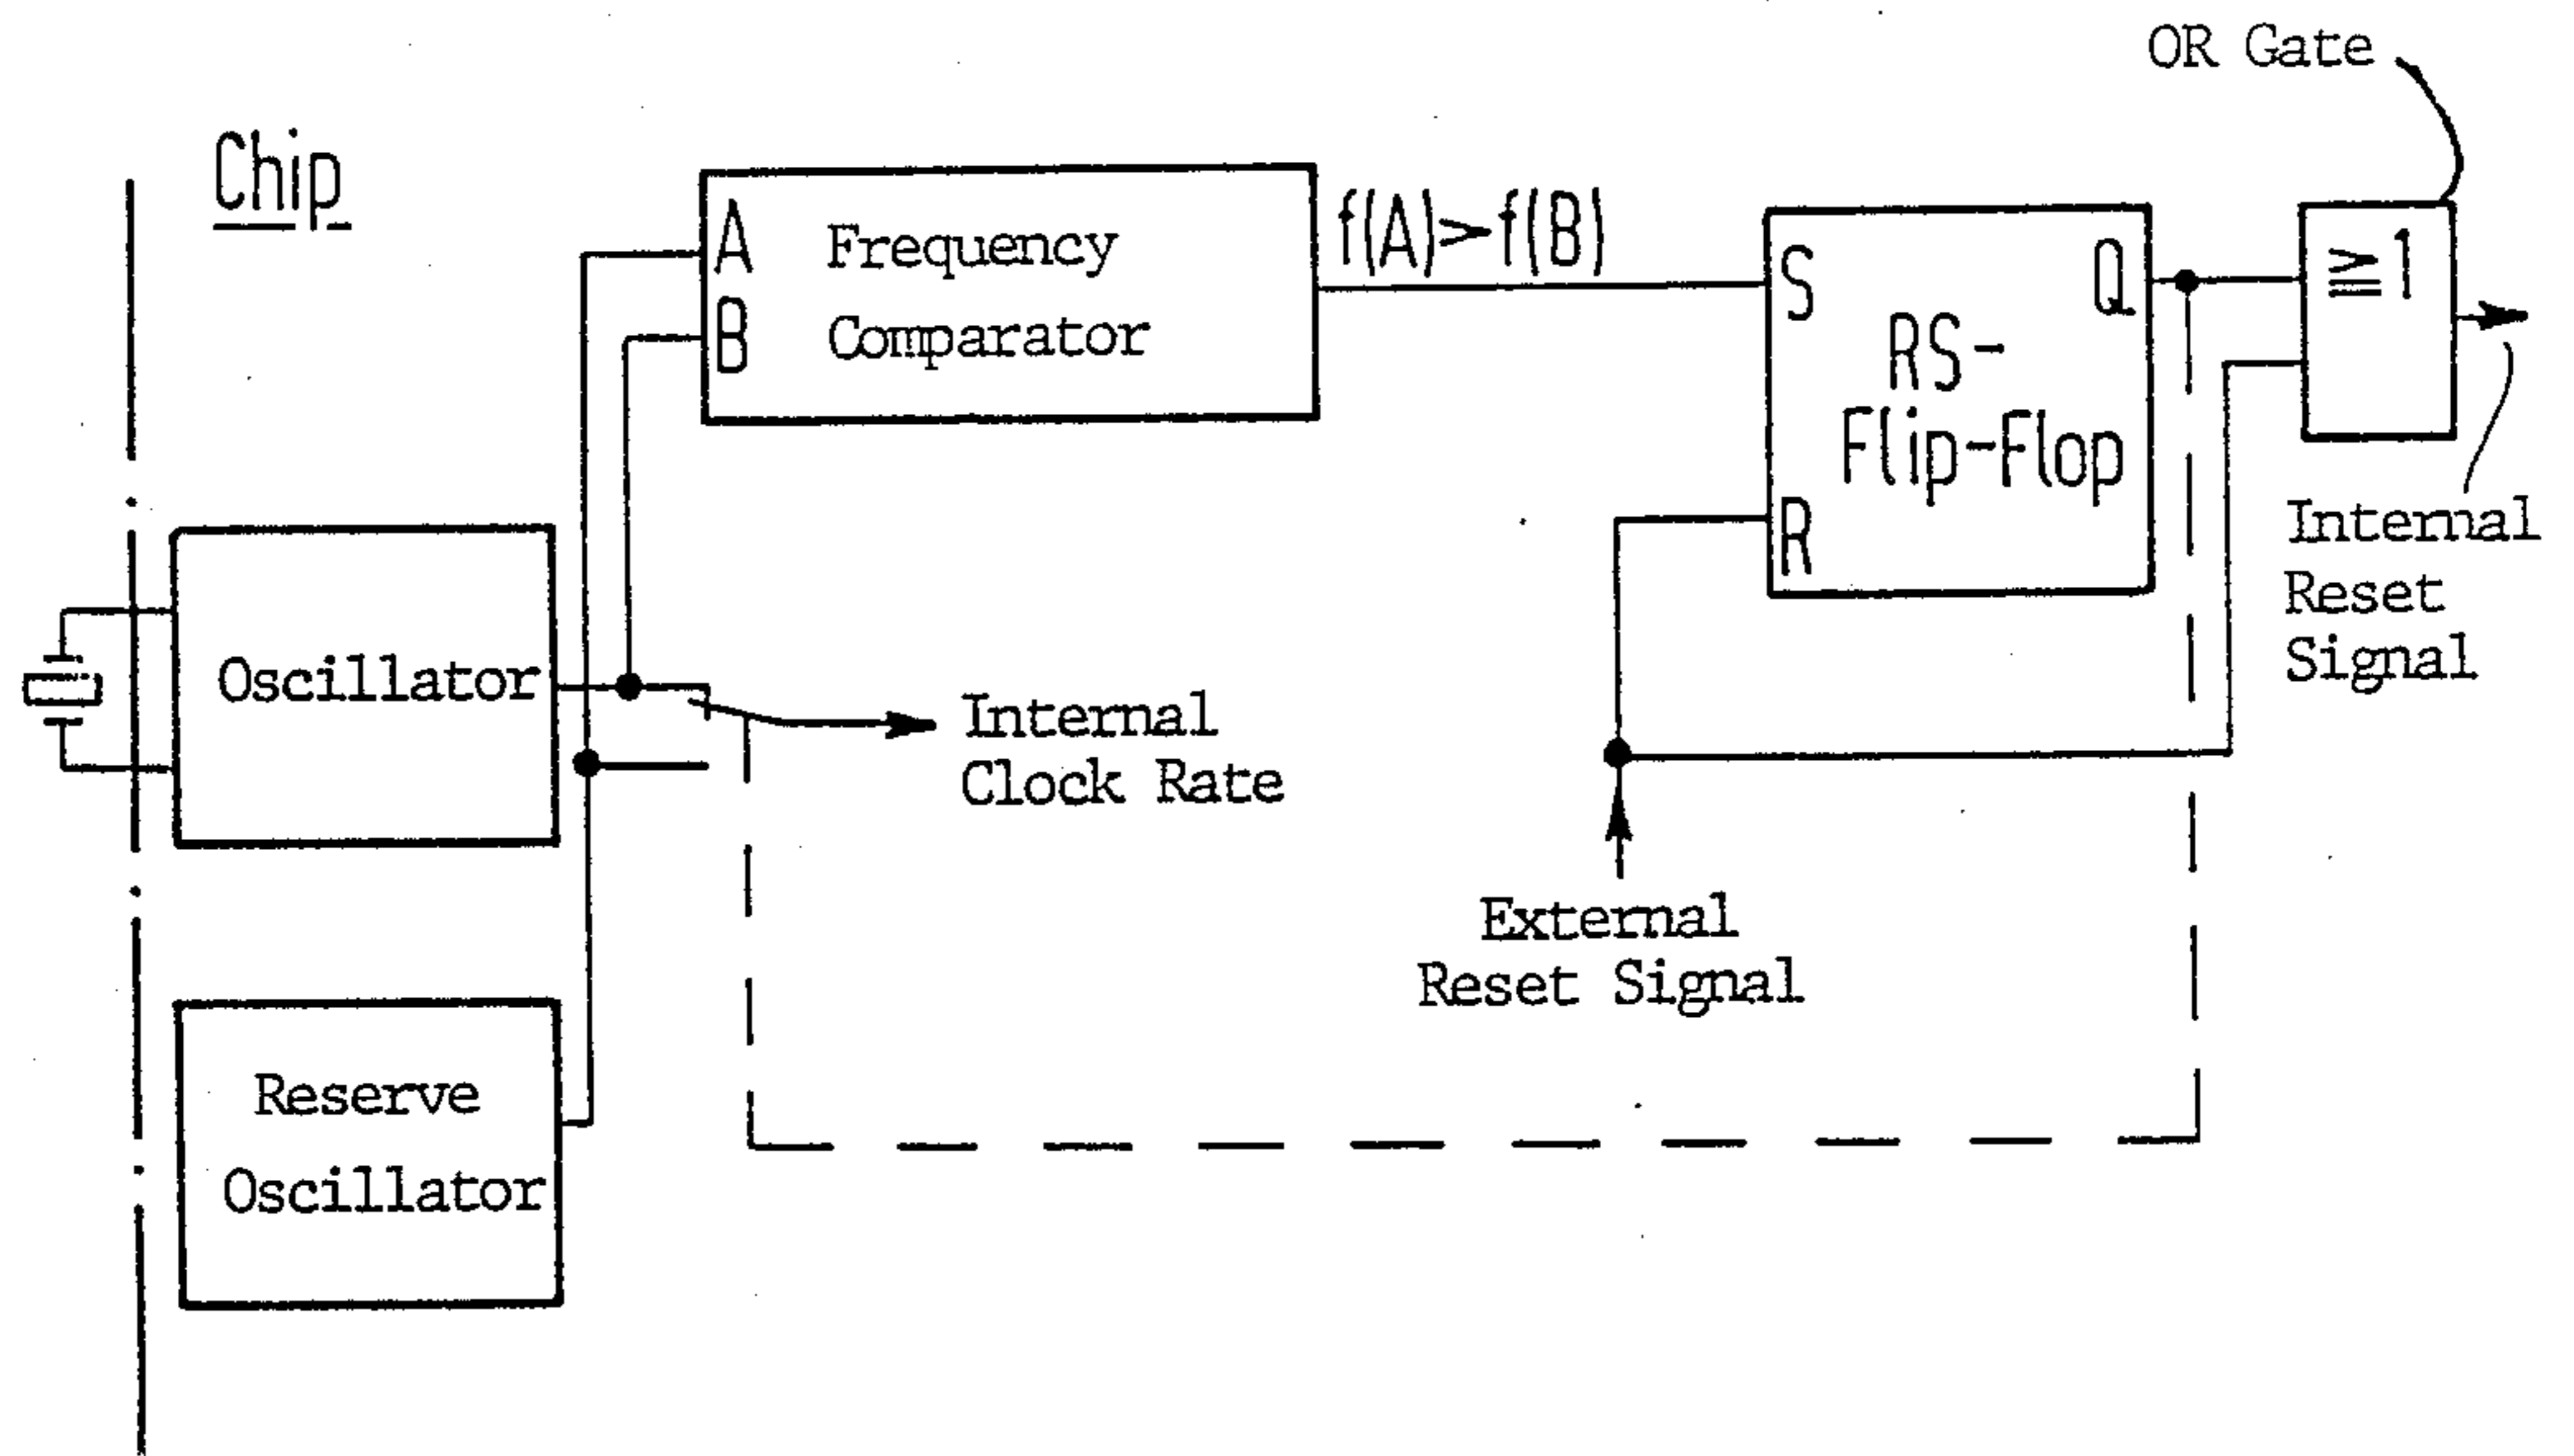 OR Gate
Chip
A
Frequency
B
Comparator
f(A)>f(B)
S
Q
RS-
Flip-Flop
R
≧1
Internal
Reset
Signal
Oscillator
Internal
Clock Rate
External
Reset Signal
Reserve
Oscillator